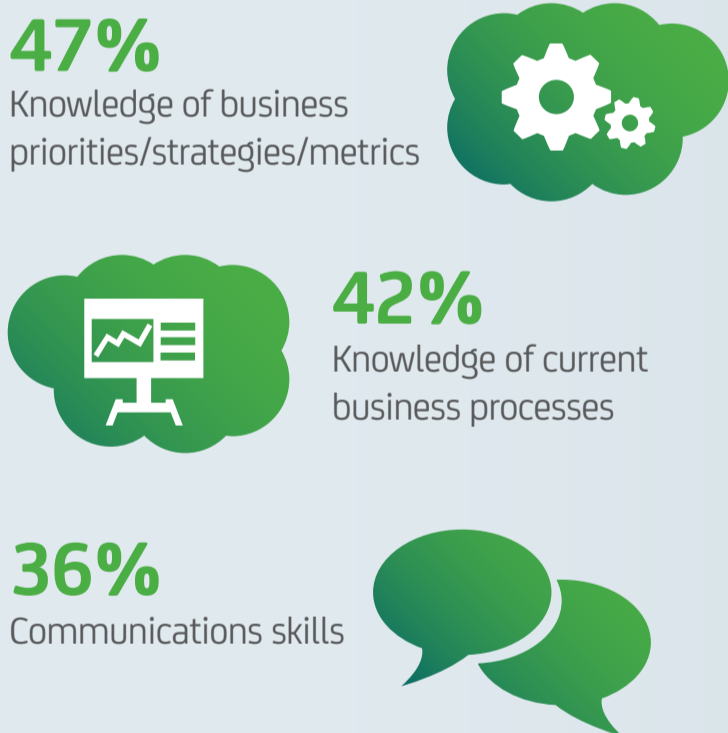 47%
Knowledge of business
priorities/strategies/metrics
42%
Knowledge of current
business processes
36%
Communications skills